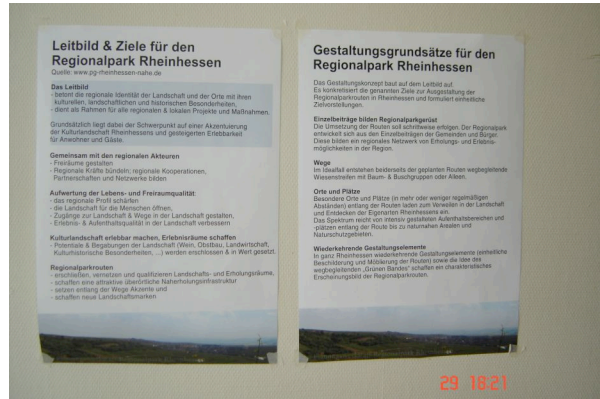 Leitbild & Ziele für den
Regionalpark Rheinhessen
Quelle: www.pg-rheinhessen-nahe.de
Das Leitbild
- betont die regionale Identität der Landschaft und der Orte mit ihren
kulturellen, landschaftlichen und historischen Besonderheiten,
- dient als Rahmen für alle regionalen & lokalen Projekte und Maßnahmen.
Grundsätzlich liegt dabei der Schwerpunkt auf einer Akzentuierung
der Kulturlandschaft Rheinhessens und gesteigerten Erlebbarkeit
für Anwohner und Gäste.
Gemeinsam mit den regionalen Akteuren
- Freiräume gestalten
- Regionale Kräfte bündeln; regionale Kooperationen,
Partnerschaften und Netzwerke bilden
Aufwertung der Lebens- und Freiraumqualität:
- das regionale Profil schärfen
- die Landschaft für die Menschen öffnen,
- Zugänge zur Landschaft & Wege in der Landschaft gestalten,
- Erlebnis- & Aufenthaltsqualität in der Landschaft verbessern
Kulturlandschaft erlebbar machen, Erlebnisräume schaffen
- Potentiale & Begabungen der Landschaft (Wein, Obstbau, Landwirtschaft,
Kulturhistorische Besonderheiten, ...) werden erschlossen & in Wert gesetzt.
Regionalparkrouten
- erschließen, vernetzen und qualifizieren Landschafts- und Erholungsräume,
- schaffen eine attraktive überörtliche Naherholungsinfrastruktur
- setzen entlang der Wege Akzente und
- schaffen neue Landschaftsmarken
Gestaltungsgrundsätze für den
Regionalpark Rheinhessen
Das Gestaltungskonzept baut auf dem Leitbild auf.
Es konkretisiert die genannten Ziele zur Ausgestaltung der
Regionalparkrouten in Rheinhessen und formuliert einheitliche
Zielvorstellungen.
Einzelbeiträge bilden Regionalparkgerüst
Die Umsetzung der Routen soll schrittweise erfolgen. Der Regionalpark
entwickelt sich aus den Einzelbeiträgen der Gemeinden und Bürger.
Diese bilden ein regionales Netzwerk von Erholungs- und Erlebnis-
möglichkeiten in der Region.
Wege
Im Idealfall entstehen beiderseits der geplanten Routen wegbegleitende
Wiesenstreifen mit Baum- & Buschgruppen oder Alleen.
Orte und Plätze
Besondere Orte und Plätze (in mehr oder weniger regelmäßigen
Abständen) entlang der Routen laden zum Verweilen in der Landschaft
und Entdecken der Eigenarten Rheinhessens ein.
Das Spektrum reicht von intensiv gestalteten Aufenthaltsbereichen und
-plätzen entlang der Route bis zu naturnahen Arealen und
Naturschutzgebieten.
Wiederkehrende Gestaltungselemente
In ganz Rheinhessen wiederkehrende Gestaltungselemente (einheitliche
Beschilderung und Möblierung der Routen) sowie die Idee des
wegbegleitenden „Grünen Bandes" schaffen ein charakteristisches
Erscheinungsbild der Regionalparkrouten.
29 18:21